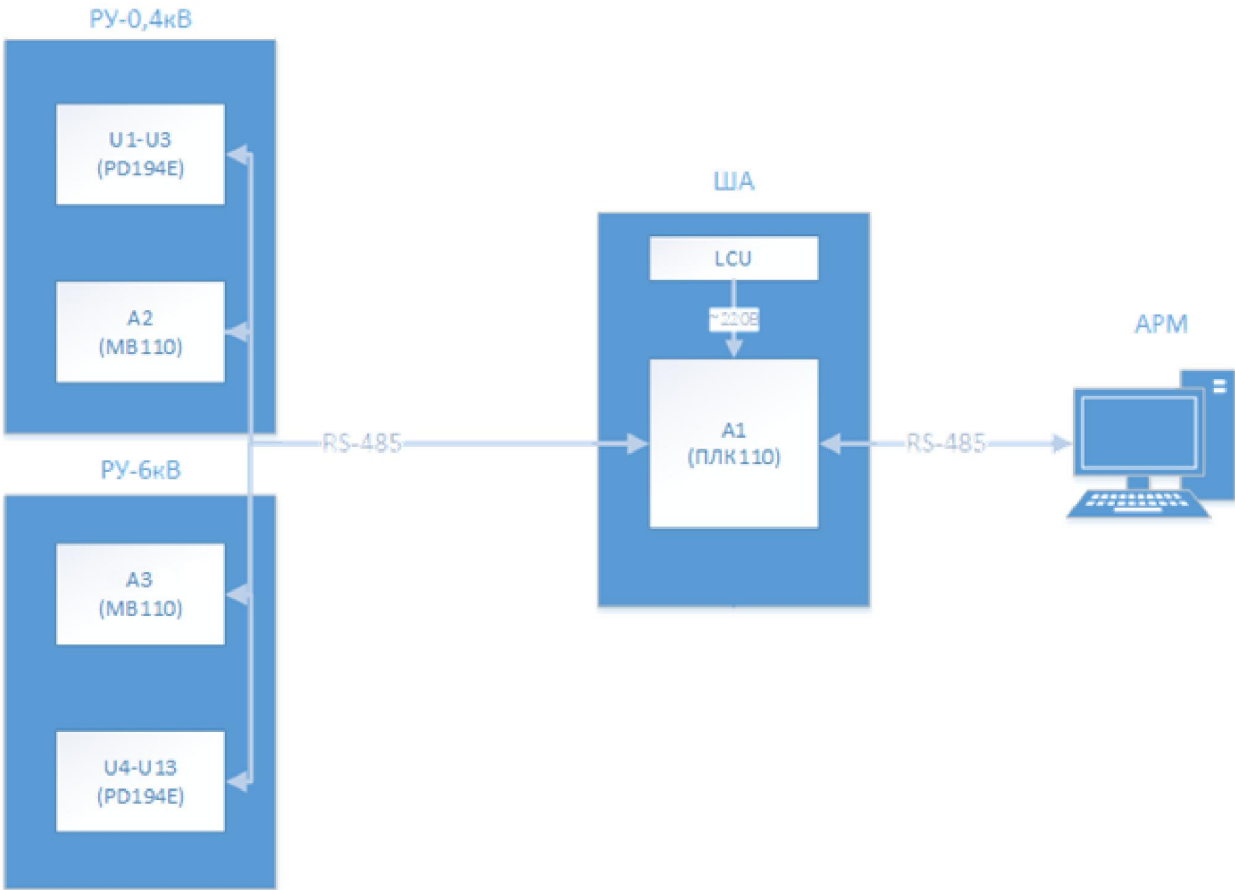 РУ-0,4кВ
U1-U3
(PD194E)
A2
(МВ110)
РУ-6кВ
A3
(МВ110)
U4-U13
(PD194E)
RS-485
ША
LCU
~220В
A1
(ПЛК110)
RS-485
АРМ